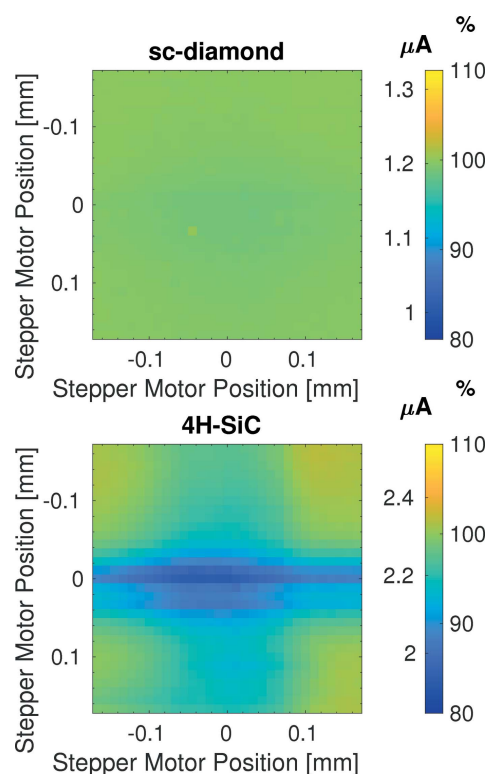 %
μA
sc-diamond
110
1.3
-0.1
1.2
100
0
1.1
90
0.1
1
80
-0.1 0 0.1
Stepper Motor Position [mm]
Stepper Motor Position [mm]
%
μA
4H-SiC
110
2.4
-0.1
100
0
2.2
90
0.1
2
80
-0.1 0 0.1
Stepper Motor Position [mm]
Stepper Motor Position [mm]